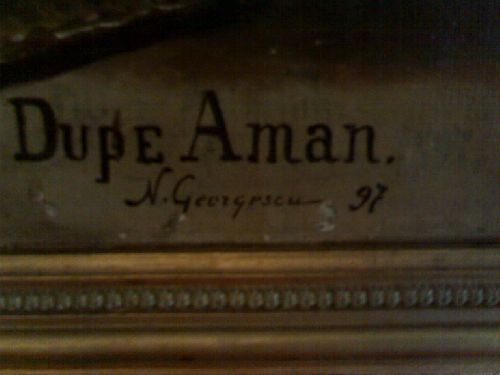 Dupe Aman.
N. Georgescu 97